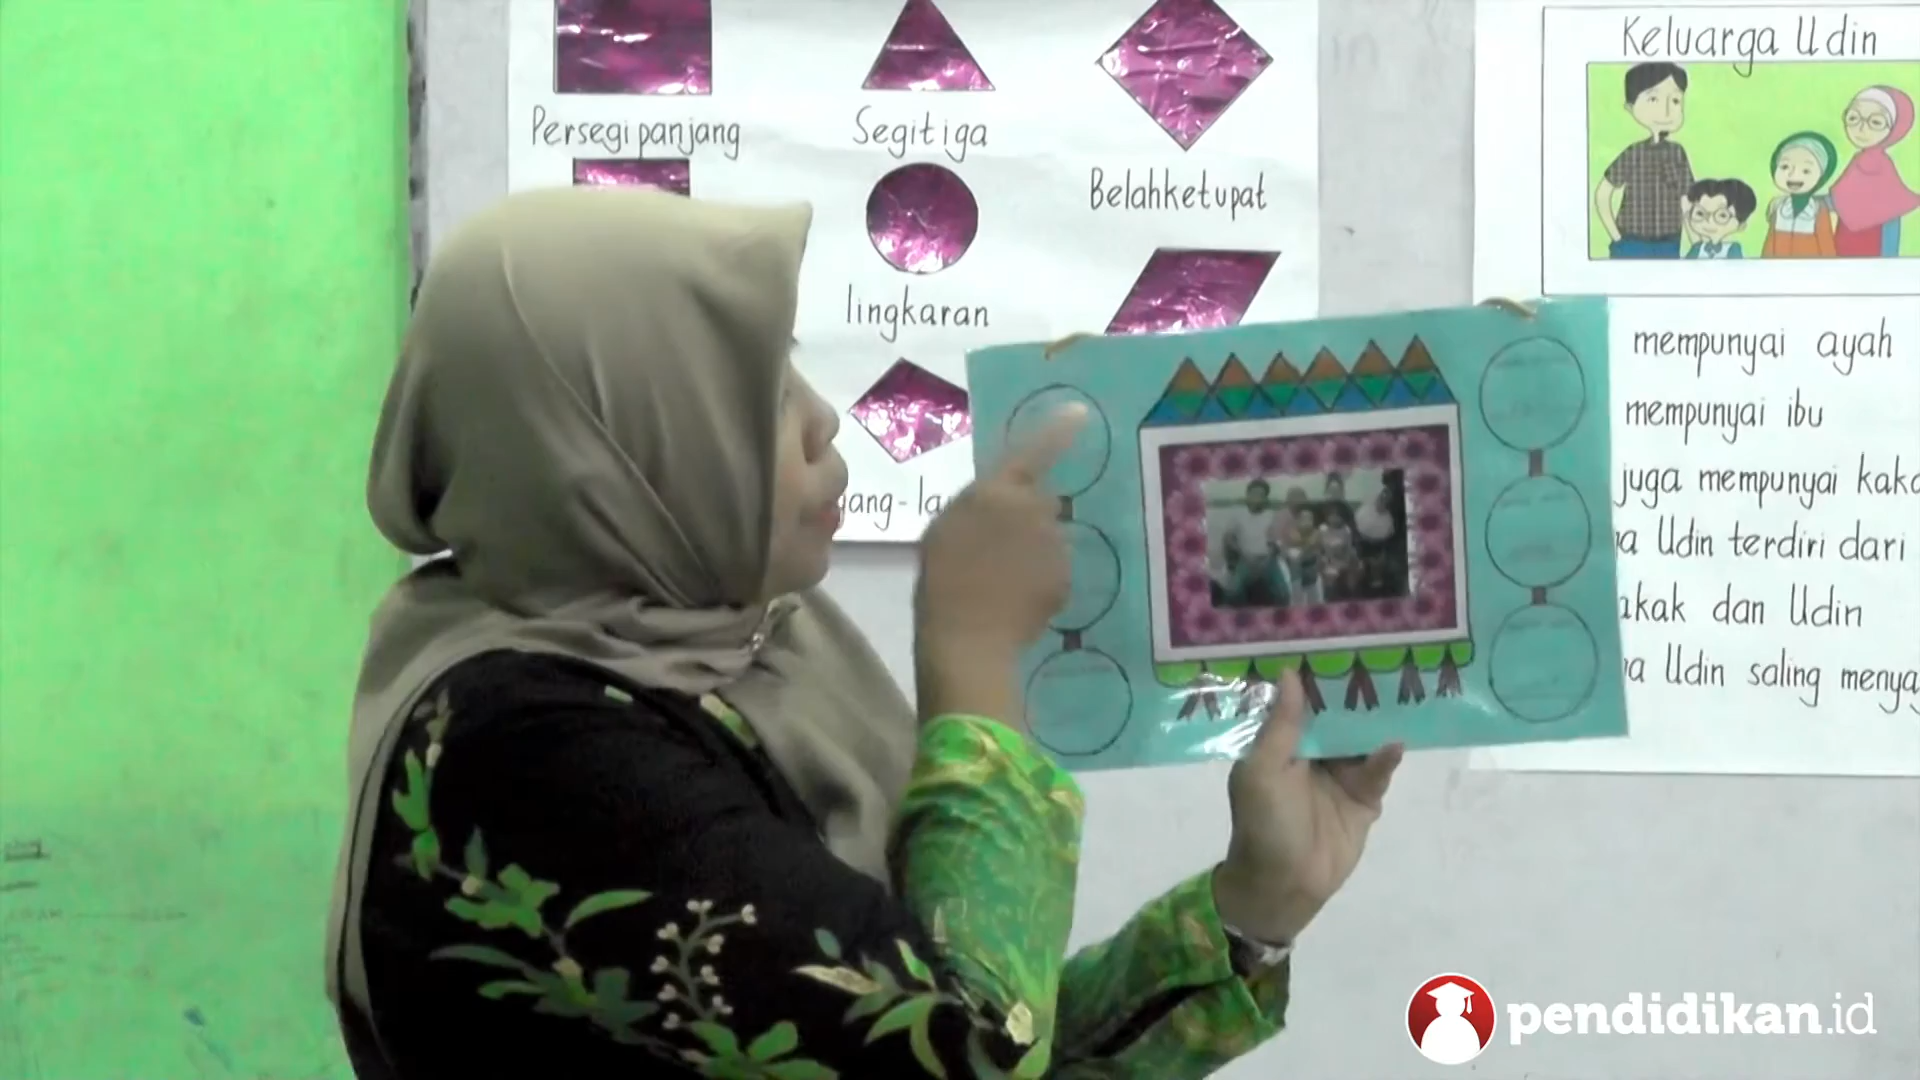 Persegi panjang
Segitiga
Belahketupat
lingkaran
Keluarga Udin
mempunyai ayah
mempunyai ibu
juga mempunyai
Udin terdiri dari
dan Udin
Udin saling
pendidikan.id